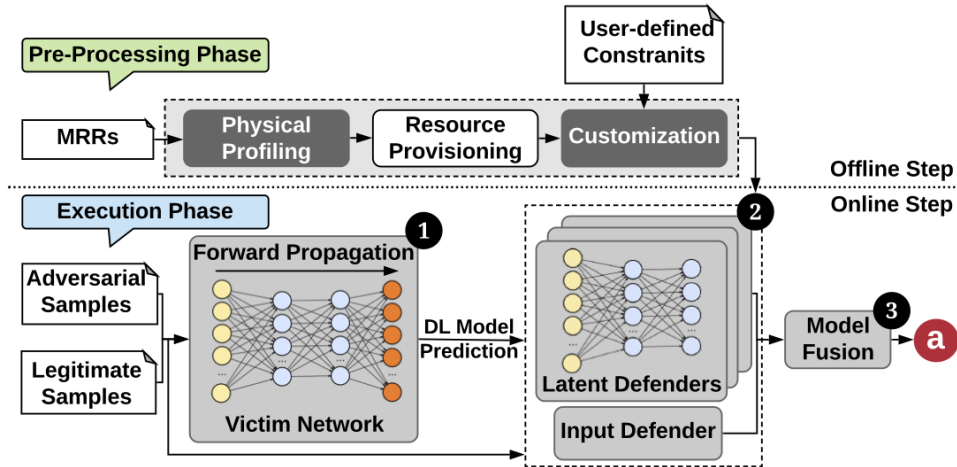 User-defined
Constranits
Pre-Processing Phase
MRRs
Physical
Profiling
Resource
Provisioning
Customization
Offline Step
Online Step
Execution Phase
1
2
Forward Propagation
Adversarial
Samples
Legitimate
Samples
...
...
...
...
Victim Network
DL Model
Prediction
...
...
...
Latent Defenders
Input Defender
3
Model
Fusion
a